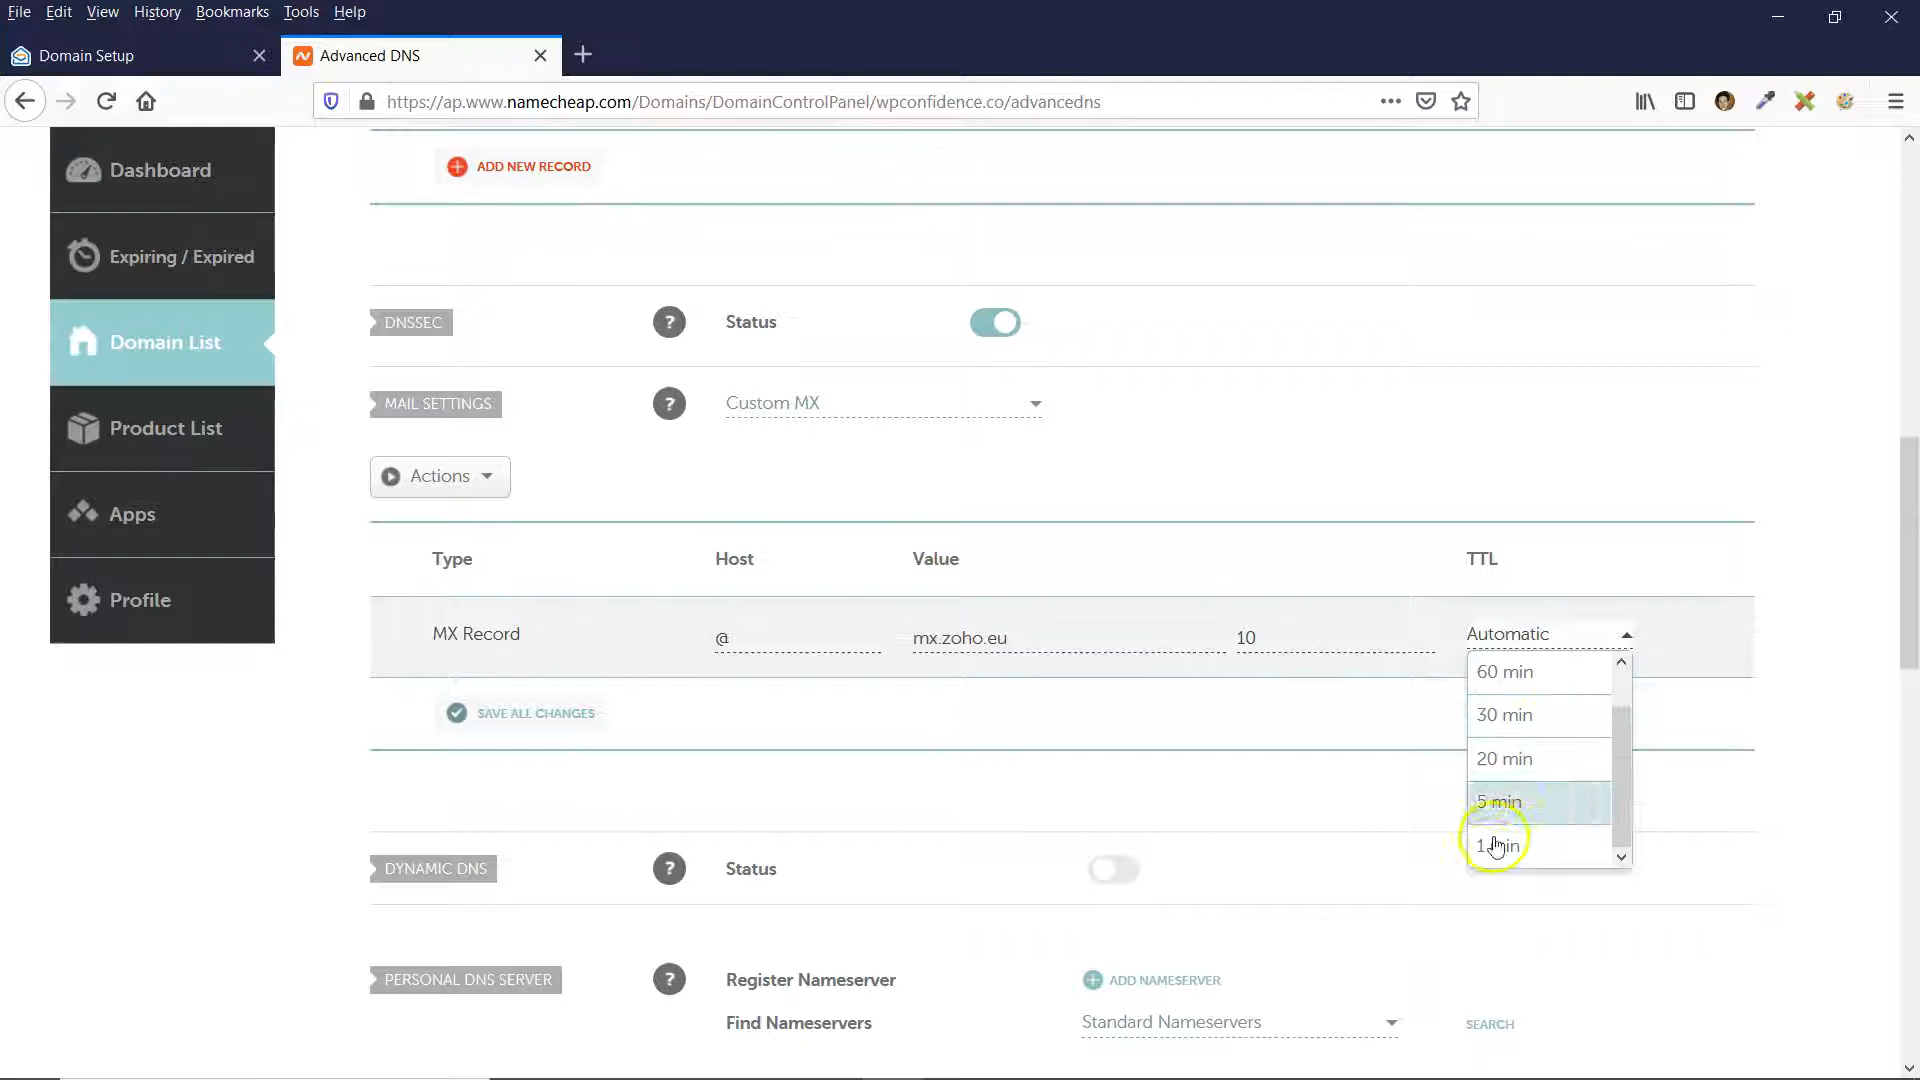 File Edit View History Bookmarks Tools Help
Domain Setup
Advanced DNS
https://ap.www.namecheap.com/Domains/DomainControlPanel/wpconfidence.co/advancedns
Dashboard
Expiring / Expired
Domain List
Product List
Apps
Profile
ADD NEW RECORD
DNSSEC ? Status
MAIL SETTINGS ? Custom MX
Actions
Type Host Value TTL
MX Record @ mx.zoho.eu 10 Automatic
60 min
30 min
20 min
5 min
1 min
SAVE ALL CHANGES
DYNAMIC DNS ? Status
PERSONAL DNS SERVER ? Register Nameserver ADD NAMESERVER
Find Nameservers Standard Nameservers SEARCH